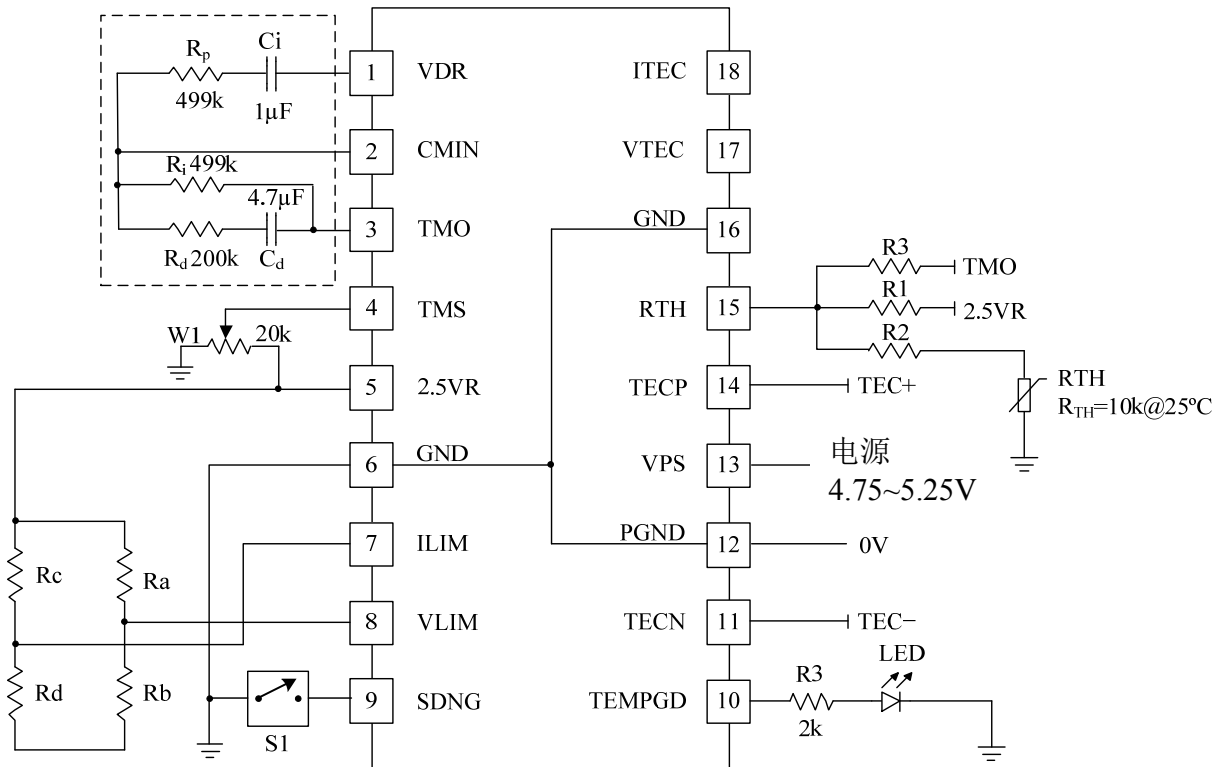 Rp
Ci
499k
1μF
1
VDR
ITEC
18
2
CMIN
VTEC
17
Ri 499k
4.7μF
3
TMO
GND
16
Rd 200k
Cd
R3
TMO
4
TMS
RTH
15
R1
2.5VR
W1
20k
R2
5
2.5VR
TECP
14
TEC+
RTH
RTH=10k@25ºC
6
GND
VPS
13
电源
4.75~5.25V
7
ILIM
PGND
12
0V
Rc
Ra
8
VLIM
TECN
11
TEC−
LED
Rd
Rb
9
SDNG
TEMPGD
10
R3
2k
S1